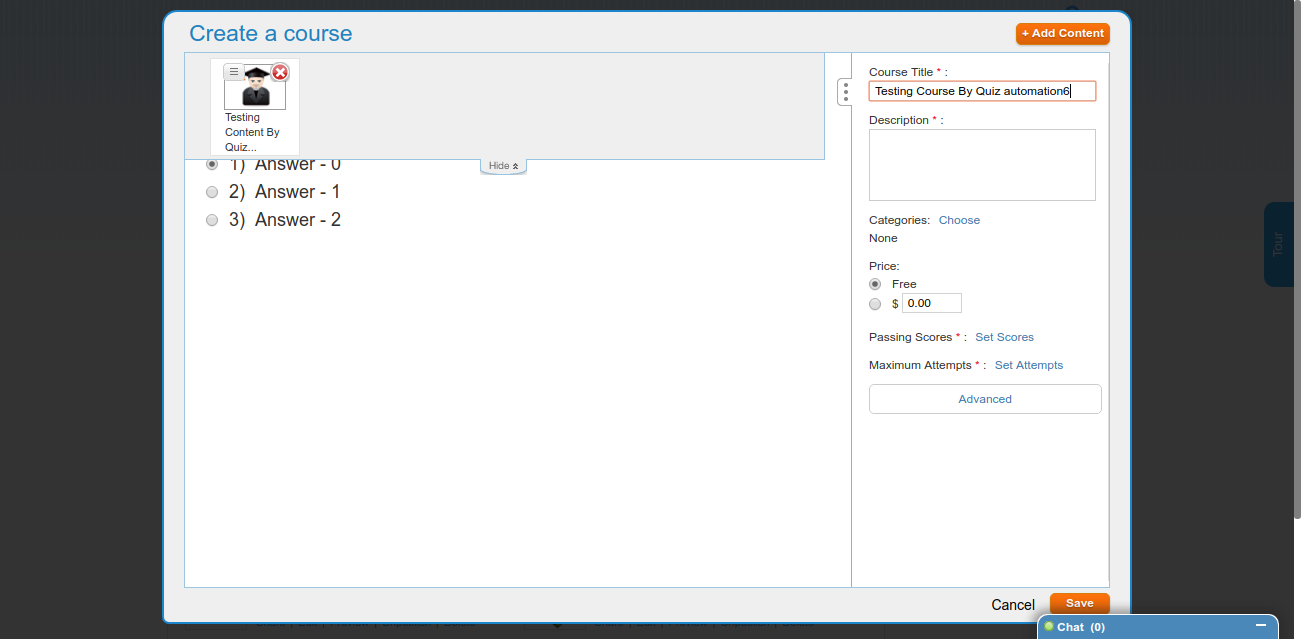 Create a course
+ Add Content
Testing
Content By
Quiz...
Hide
1) Answer - 0
2) Answer - 1
3) Answer - 2
Course Title * :
Testing Course By Quiz automation6
Description * :
Categories: Choose
None
Price:
Free
$ 0.00
Passing Scores * : Set Scores
Maximum Attempts * : Set Attempts
Advanced
Tour
Cancel
Save
Chat (0)